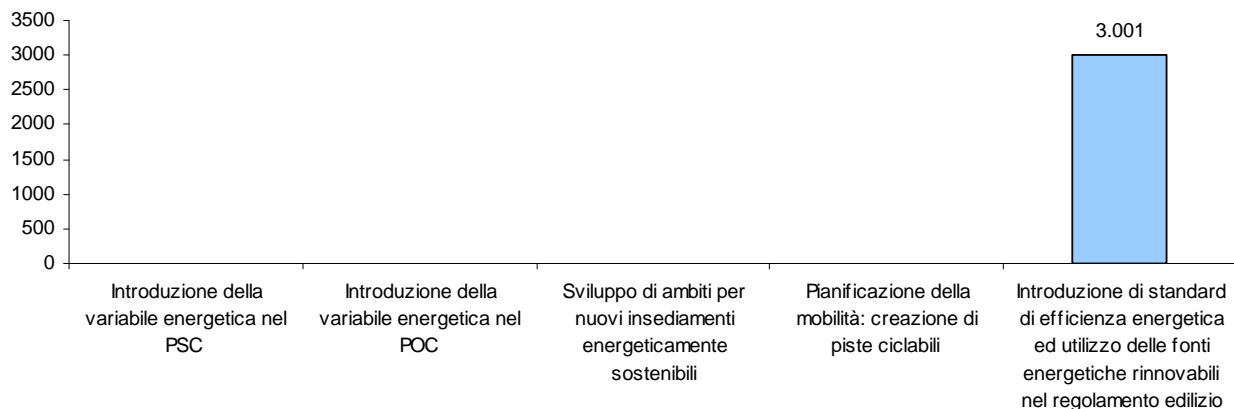 3500
3000
2500
2000
1500
1000
500
0
3.001
Introduzione della
variabile energetica nel
PSC
Introduzione della
variabile energetica nel
POC
Sviluppo di ambiti per
nuovi insediamenti
energeticamente
sostenibili
Pianificazione della
mobilità: creazione di
piste ciclabili
Introduzione di standard
di efficienza energetica
ed utilizzo delle fonti
energetiche rinnovabili
nel regolamento edilizio